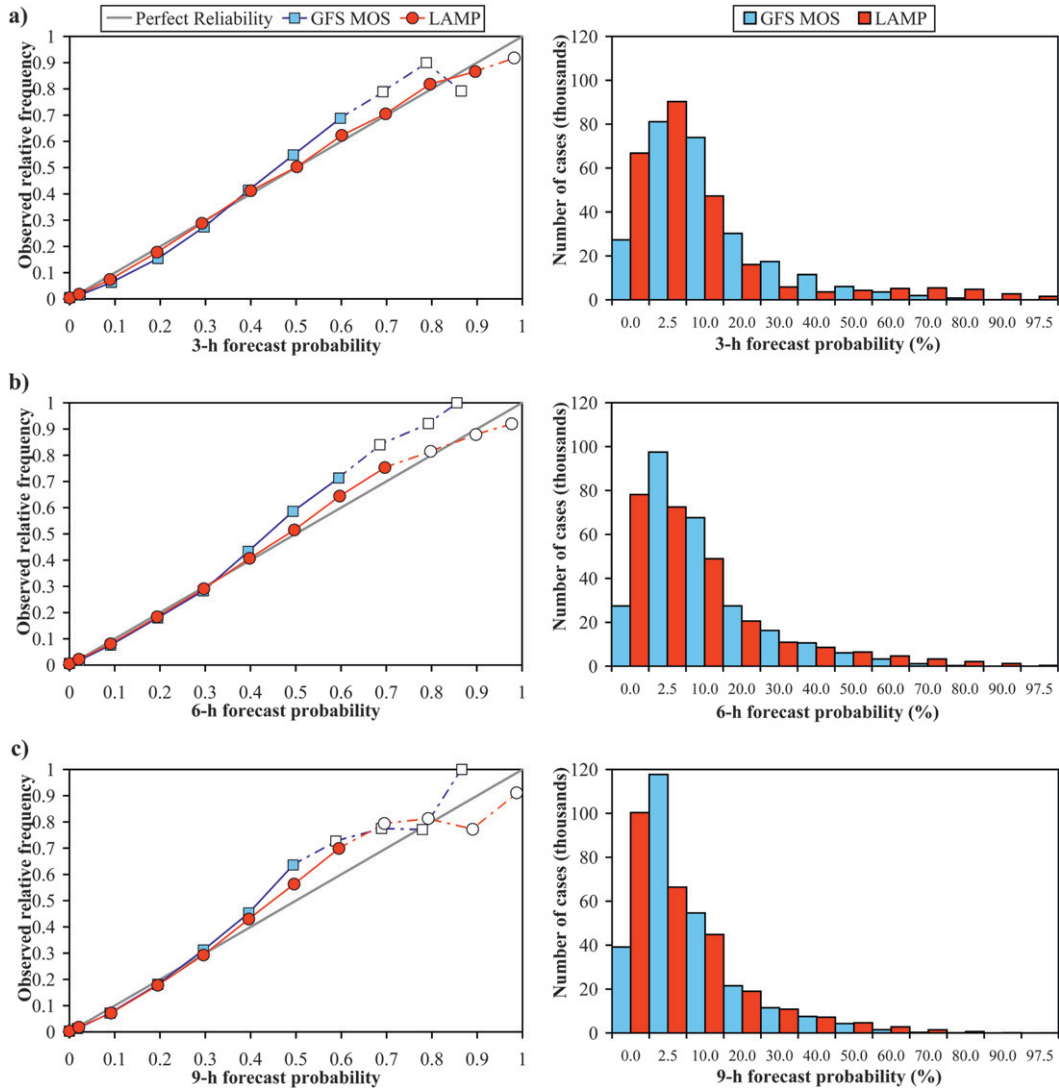 a)
Perfect Reliability GFS MOS LAMP
1
0.9
0.8
0.7
0.6
0.5
0.4
0.3
0.2
0.1
0
Observed relative frequency
0 0.1 0.2 0.3 0.4 0.5 0.6 0.7 0.8 0.9 1
3-h forecast probability
GFS MOS LAMP
120
100
80
60
40
20
0
Number of cases (thousands)
0.0 2.5 10.0 20.0 30.0 40.0 50.0 60.0 70.0 80.0 90.0 97.5
3-h forecast probability (%)
b)
1
0.9
0.8
0.7
0.6
0.5
0.4
0.3
0.2
0.1
0
Observed relative frequency
0 0.1 0.2 0.3 0.4 0.5 0.6 0.7 0.8 0.9 1
6-h forecast probability
120
100
80
60
40
20
0
Number of cases (thousands)
0.0 2.5 10.0 20.0 30.0 40.0 50.0 60.0 70.0 80.0 90.0 97.5
6-h forecast probability (%)
c)
1
0.9
0.8
0.7
0.6
0.5
0.4
0.3
0.2
0.1
0
Observed relative frequency
0 0.1 0.2 0.3 0.4 0.5 0.6 0.7 0.8 0.9 1
9-h forecast probability
120
100
80
60
40
20
0
Number of cases (thousands)
0.0 2.5 10.0 20.0 30.0 40.0 50.0 60.0 70.0 80.0 90.0 97.5
9-h forecast probability (%)